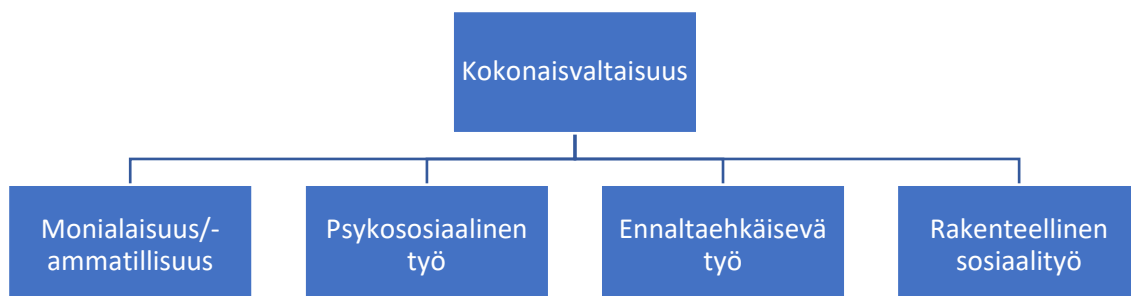 Kokonaisvaltaisuus
Monialaisuus/-
ammatillisuus
Psykososiaalinen
työ
Ennaltaehkäisevä
työ
Rakenteellinen
sosiaalityö